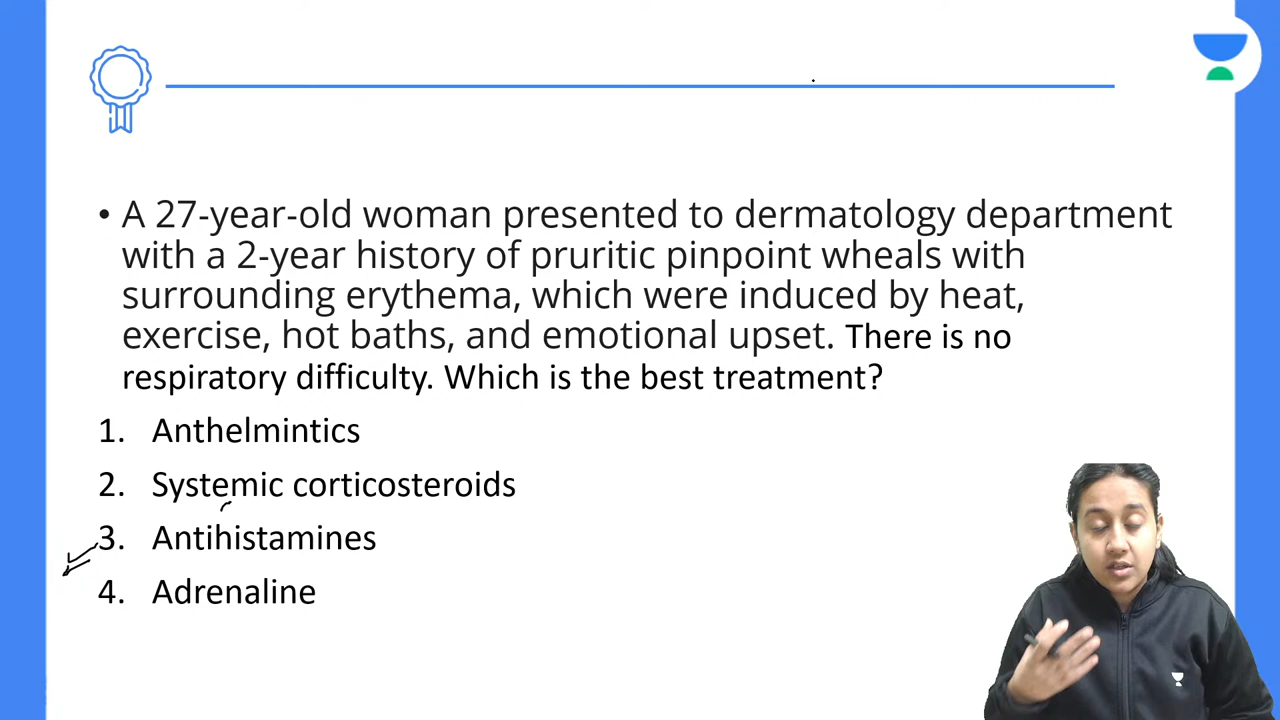 • A 27-year-old woman presented to dermatology department
with a 2-year history of pruritic pinpoint wheals with
surrounding erythema, which were induced by heat,
exercise, hot baths, and emotional upset. There is no
respiratory difficulty. Which is the best treatment?
1. Anthelmintics
2. Systemic corticosteroids
3. Antihistamines
4. Adrenaline